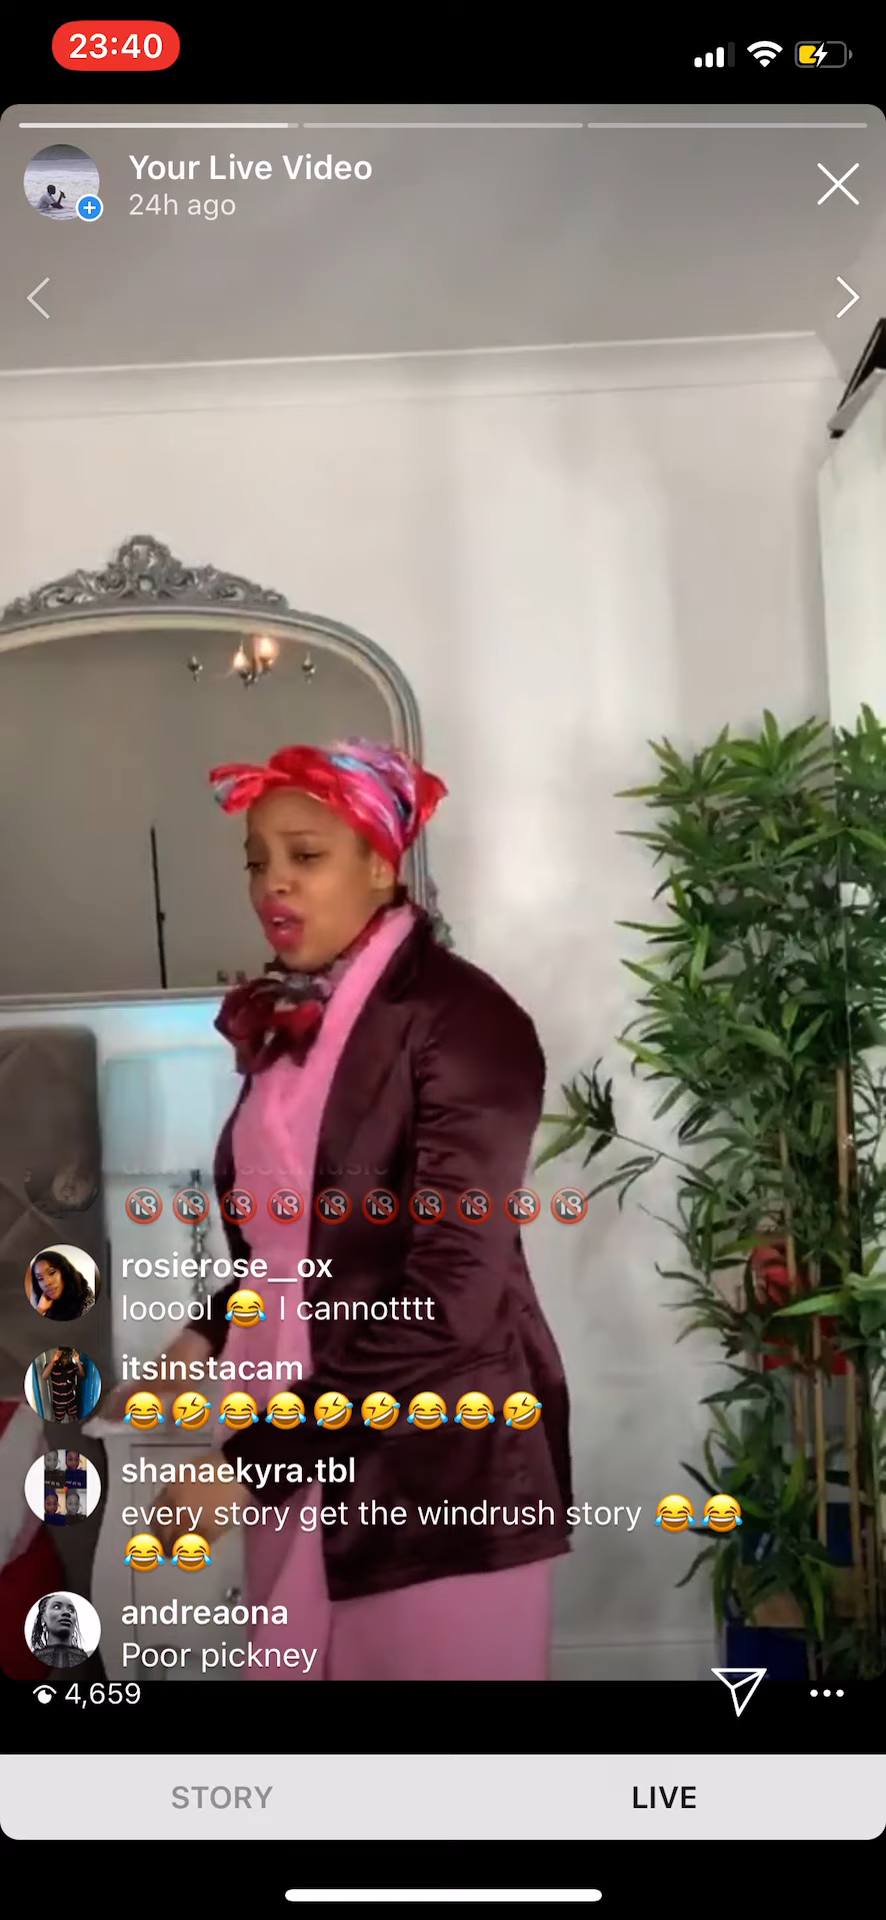 23:40
Your Live Video
24h ago
🔞🔞🔞🔞🔞🔞🔞🔞🔞🔞
rosierose__ox
looool 😂 I cannotttt
itsinstacam
😂🤣😂😂🤣🤣😂😂🤣
shanaekyra.tbl
every story get the windrush story 😂😂
😂😂
andreaona
Poor pickney
4,659
STORY LIVE